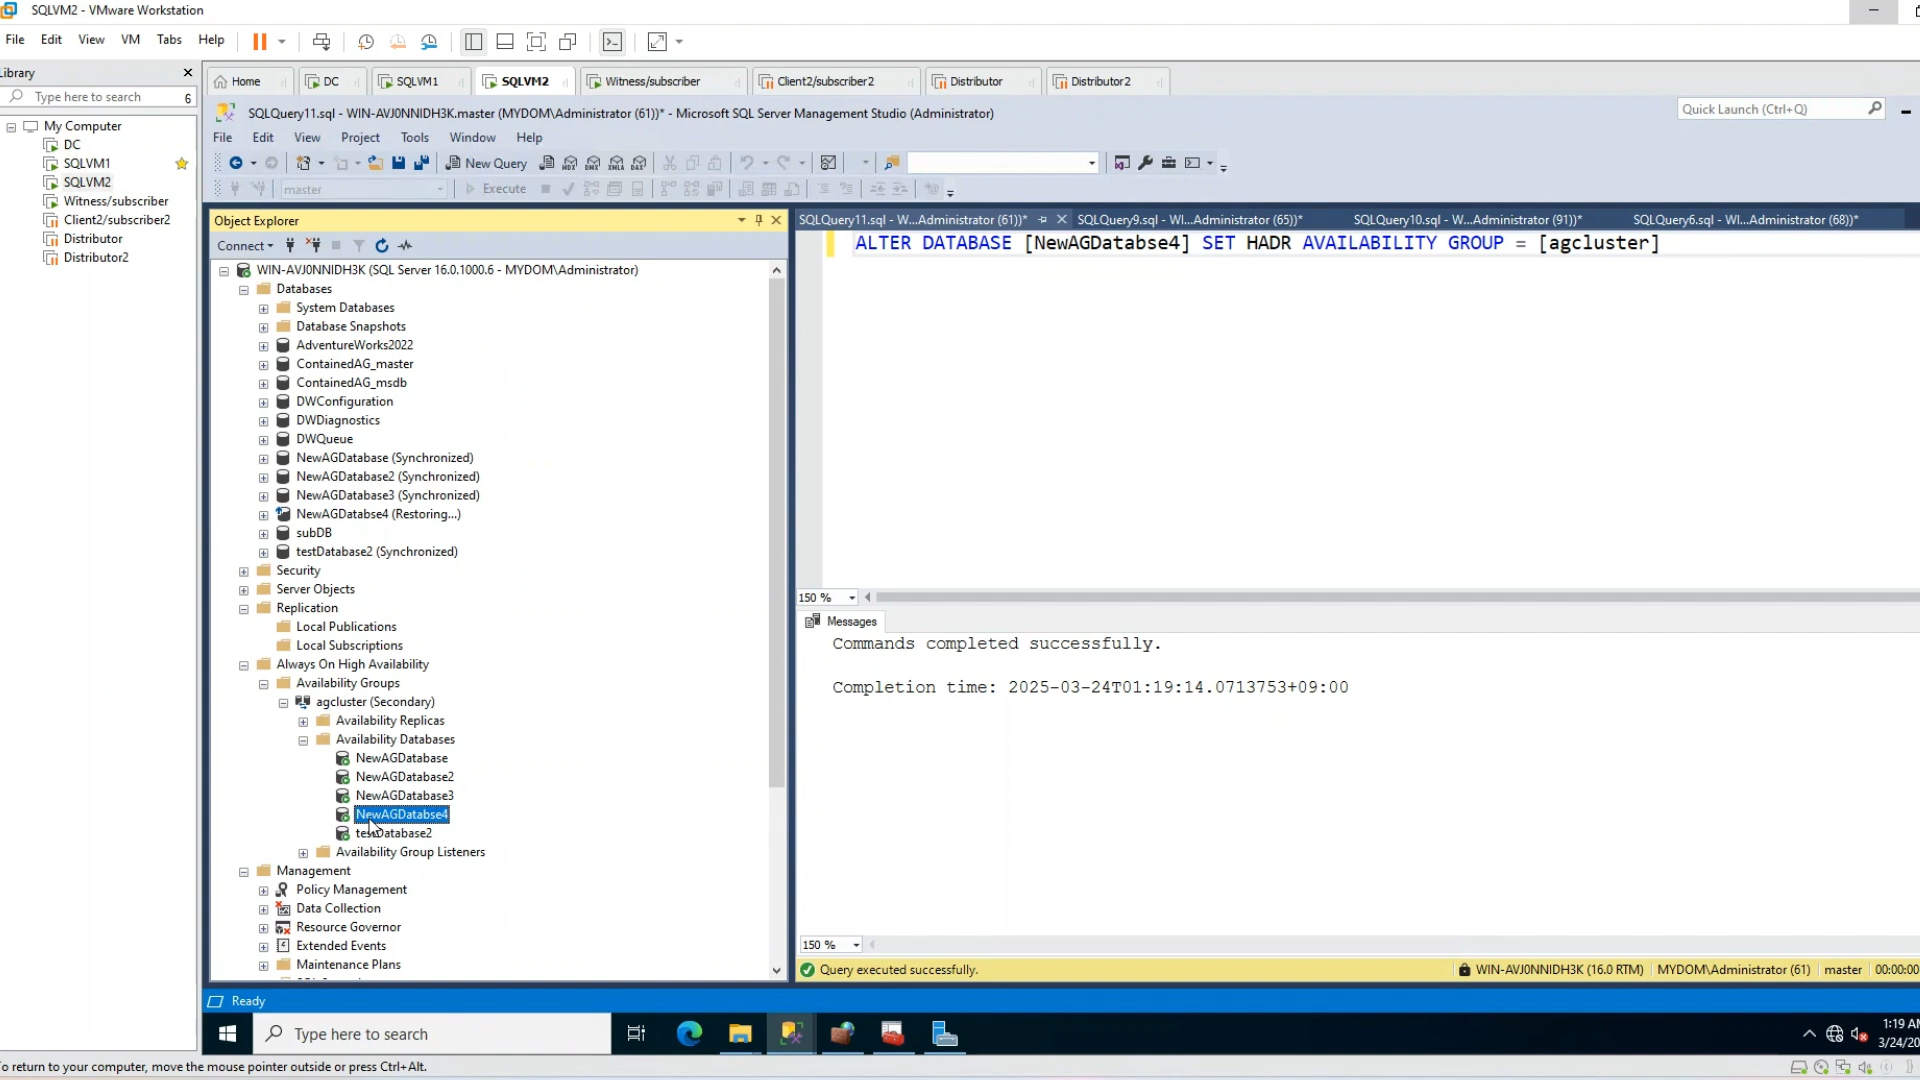 SQLVM2 - VMware Workstation
File Edit View VM Tabs Help
Library
Type here to search 6
My Computer
DC
SQLVM1
SQLVM2
Witness/subscriber
Client2/subscriber2
Distributor
Distributor2
Home DC SQLVM1 SQLVM2 Witness/subscriber Client2/subscriber2 Distributor Distributor2
SQLQuery11.sql - WIN-AVJ0NNIDH3K.master (MYDOM\Administrator (61))* - Microsoft SQL Server Management Studio (Administrator)
Quick Launch (Ctrl+Q)
File Edit View Project Tools Window Help
New Query
master Execute
Object Explorer
Connect
WIN-AVJ0NNIDH3K (SQL Server 16.0.1000.6 - MYDOM\Administrator)
Databases
System Databases
Database Snapshots
AdventureWorks2022
ContainedAG_master
ContainedAG_msdb
DWConfiguration
DWDiagnostics
DWQueue
NewAGDatabase (Synchronized)
NewAGDatabase2 (Synchronized)
NewAGDatabase3 (Synchronized)
NewAGDatabse4 (Restoring...)
subDB
testDatabase2 (Synchronized)
Security
Server Objects
Replication
Local Publications
Local Subscriptions
Always On High Availability
Availability Groups
agcluster (Secondary)
Availability Replicas
Availability Databases
NewAGDatabase
NewAGDatabase2
NewAGDatabase3
NewAGDatabse4
testDatabase2
Availability Group Listeners
Management
Policy Management
Data Collection
Resource Governor
Extended Events
Maintenance Plans
SQLQuery11.sql - W...Administrator (61))* SQLQuery9.sql - WI...Administrator (65))* SQLQuery10.sql - W...Administrator (91))* SQLQuery6.sql - WI...Administrator (68))*
ALTER DATABASE [NewAGDatabse4] SET HADR AVAILABILITY GROUP = [agcluster]
150 %
Messages
Commands completed successfully.
Completion time: 2025-03-24T01:19:14.0713753+09:00
150 %
Query executed successfully. WIN-AVJ0NNIDH3K (16.0 RTM) MYDOM\Administrator (61) master 00:00:00
Ready
Type here to search
1:19 AM
3/24/20
To return to your computer, move the mouse pointer outside or press Ctrl+Alt.